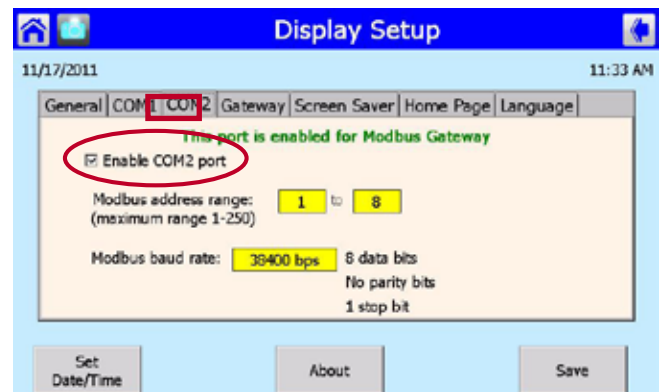 Display Setup
11/17/2011 11:33 AM
General COM1 COM2 Gateway Screen Saver Home Page Language
This port is enabled for Modbus Gateway
Enable COM2 port
Modbus address range: 1 to 8
(maximum range 1-250)
Modbus baud rate: 38400 bps 8 data bits
No parity bits
1 stop bit
Set
Date/Time
About
Save